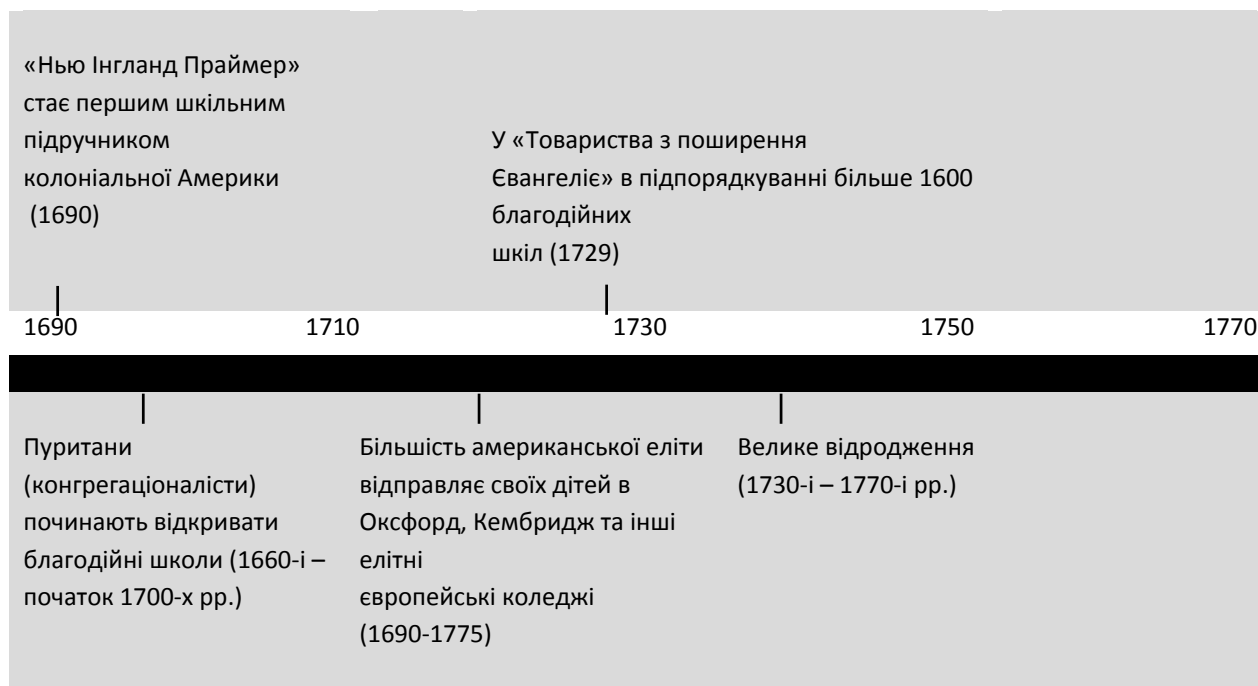 «Нью Інгланд Праймер»
стає першим шкільним
підручником
колоніальної Америки
(1690)
У «Товариства з поширення
Євангеліє» в підпорядкуванні більше 1600
благодійних
шкіл (1729)
1690 1710 1730 1750 1770
Пуритани
(конгрегаціоналісти)
починають відкривати
благодійні школи (1660-і –
початок 1700-х рр.)
Більшість американської еліти
відправляє своїх дітей в
Оксфорд, Кембридж та інші
елітні
європейські коледжі
(1690-1775)
Велике відродження
(1730-і – 1770-і рр.)